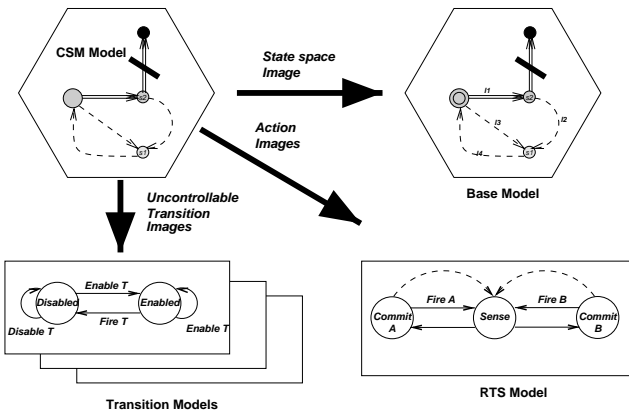 CSM Model
s2
s1
State space
Image
Action
Images
Uncontrollable
Transition
Images
l1
s2
l3
l2
l4
s1
Base Model
Enable T
Disabled
Enabled
Fire T
Disable T
Enable T
Transition Models
Fire A
Fire B
Commit
A
Sense
Commit
B
RTS Model